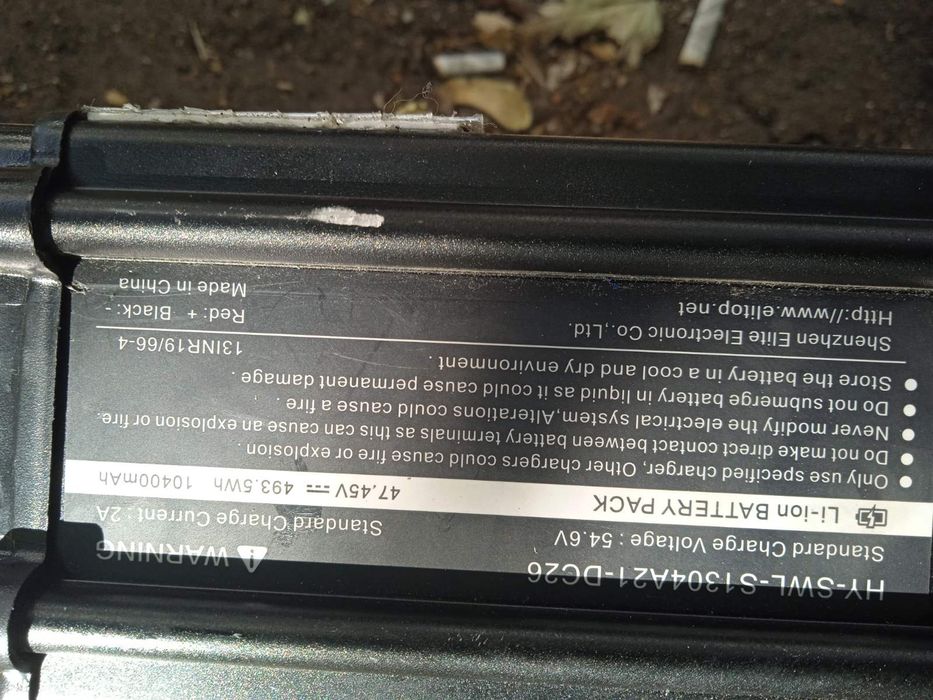 HY-SWL-S1304A21-DC26
⚠ WARNING
Standard Charge Voltage : 54.6V
Standard Charge Current : 2A
Li-ion BATTERY PACK
47.45V ⎓ 493.5Wh 10400mAh
● Only use specified charger, Other chargers could cause fire or explosion
explosion .
● Do not make direct contact between battery terminals as this can cause an explosion or fire.
● Never modify the electrical system,Alterations could cause a fire .
● Do not submerge battery in liquid as it could cause permanent damage .
● Store the battery in a cool and dry environment .
13INR19/66-4
Shenzhen Elite Electronic Co,.Ltd.
Red: + Black: -
Http://www.elitop.net
Made in China